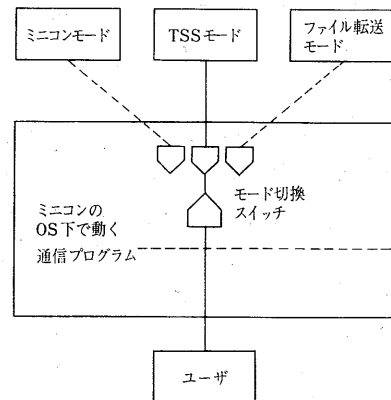 ミニコンモード
TSSモード
ファイル転送
モード
モード切換
スイッチ
ミニコンの
OS下で動く
通信プログラム
ユーザ